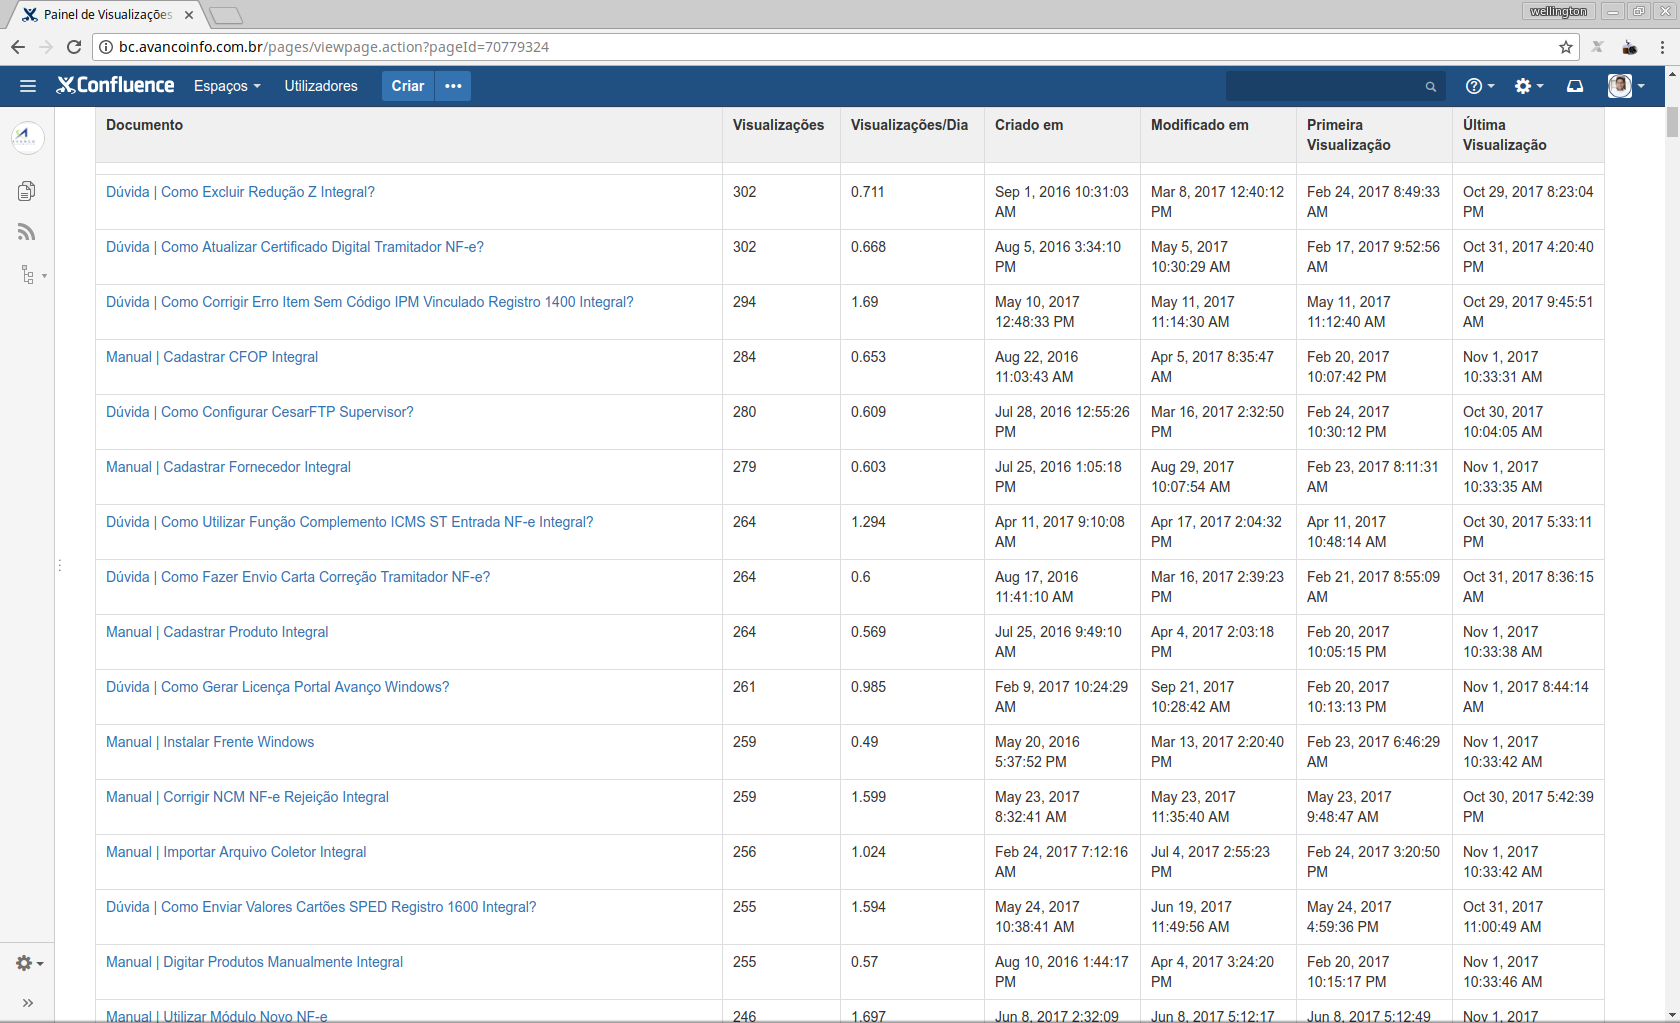 Painel de Visualizações
wellington
bc.avancoinfo.com.br/pages/viewpage.action?pageId=70779324
Confluence Espaços Utilizadores Criar
Documento Visualizações Visualizações/Dia Criado em Modificado em Primeira Última
Visualização Visualização
Dúvida | Como Excluir Redução Z Integral? 302 0.711 Sep 1, 2016 10:31:03 Mar 8, 2017 12:40:12 Feb 24, 2017 8:49:33 Oct 29, 2017 8:23:04
AM PM AM PM
Dúvida | Como Atualizar Certificado Digital Tramitador NF-e? 302 0.668 Aug 5, 2016 3:34:10 May 5, 2017 Feb 17, 2017 9:52:56 Oct 31, 2017 4:20:40
PM 10:30:29 AM AM PM
Dúvida | Como Corrigir Erro Item Sem Código IPM Vinculado Registro 1400 Integral? 294 1.69 May 10, 2017 May 11, 2017 May 11, 2017 Oct 29, 2017 9:45:51
12:48:33 PM 11:14:30 AM 11:12:40 AM AM
Manual | Cadastrar CFOP Integral 284 0.653 Aug 22, 2016 Apr 5, 2017 8:35:47 Feb 20, 2017 Nov 1, 2017
11:03:43 AM AM 10:07:42 PM 10:33:31 AM
Dúvida | Como Configurar CesarFTP Supervisor? 280 0.609 Jul 28, 2016 12:55:26 Mar 16, 2017 2:32:50 Feb 24, 2017 Oct 30, 2017
PM PM 10:30:12 PM 10:04:05 AM
Manual | Cadastrar Fornecedor Integral 279 0.603 Jul 25, 2016 1:05:18 Aug 29, 2017 Feb 23, 2017 8:11:31 Nov 1, 2017
PM 10:07:54 AM AM 10:33:35 AM
Dúvida | Como Utilizar Função Complemento ICMS ST Entrada NF-e Integral? 264 1.294 Apr 11, 2017 9:10:08 Apr 17, 2017 2:04:32 Apr 11, 2017 Oct 30, 2017 5:33:11
AM PM 10:48:14 AM PM
Dúvida | Como Fazer Envio Carta Correção Tramitador NF-e? 264 0.6 Aug 17, 2016 Mar 16, 2017 2:39:23 Feb 21, 2017 8:55:09 Oct 31, 2017 8:36:15
11:41:10 AM PM AM AM
Manual | Cadastrar Produto Integral 264 0.569 Jul 25, 2016 9:49:10 Apr 4, 2017 2:03:18 Feb 20, 2017 Nov 1, 2017
AM PM 10:05:15 PM 10:33:38 AM
Dúvida | Como Gerar Licença Portal Avanço Windows? 261 0.985 Feb 9, 2017 10:24:29 Sep 21, 2017 Feb 20, 2017 Nov 1, 2017 8:44:14
AM 10:28:42 AM 10:13:13 PM AM
Manual | Instalar Frente Windows 259 0.49 May 20, 2016 Mar 13, 2017 2:20:40 Feb 23, 2017 6:46:29 Nov 1, 2017
5:37:52 PM PM AM 10:33:42 AM
Manual | Corrigir NCM NF-e Rejeição Integral 259 1.599 May 23, 2017 May 23, 2017 May 23, 2017 Oct 30, 2017 5:42:39
8:32:41 AM 11:35:40 AM 9:48:47 AM PM
Manual | Importar Arquivo Coletor Integral 256 1.024 Feb 24, 2017 7:12:16 Jul 4, 2017 2:55:23 Feb 24, 2017 3:20:50 Nov 1, 2017
AM PM PM 10:33:42 AM
Dúvida | Como Enviar Valores Cartões SPED Registro 1600 Integral? 255 1.594 May 24, 2017 Jun 19, 2017 May 24, 2017 Oct 31, 2017
10:38:41 AM 11:49:56 AM 4:59:36 PM 11:00:49 AM
Manual | Digitar Produtos Manualmente Integral 255 0.57 Aug 10, 2016 1:44:17 Apr 4, 2017 3:24:20 Feb 20, 2017 Nov 1, 2017
PM PM 10:15:17 PM 10:33:46 AM
Manual | Utilizar Módulo Novo NF-e 246 1.697 Jun 8, 2017 2:32:09 Jun 8, 2017 5:12:17 Jun 8, 2017 5:12:49 Nov 1, 2017